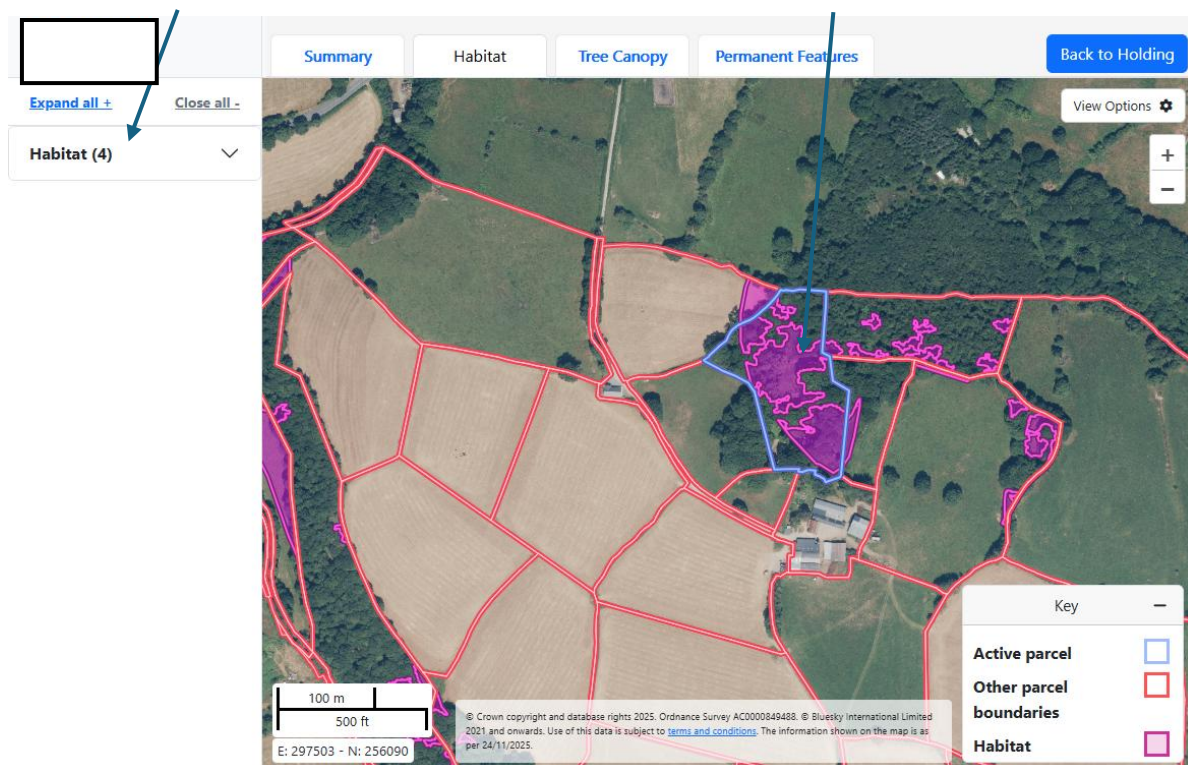 Summary
Habitat
Tree Canopy
Permanent Features
Back to Holding
Expand all +
Close all -
Habitat (4)
View Options
+
−
Key
−
Active parcel
Other parcel
boundaries
Habitat
100 m
500 ft
E: 297503 - N: 256090
© Crown copyright and database rights 2025. Ordnance Survey AC0000849488. © Bluesky International Limited
2021 and onwards. Use of this data is subject to terms and conditions. The information shown on the map is as
per 24/11/2025.